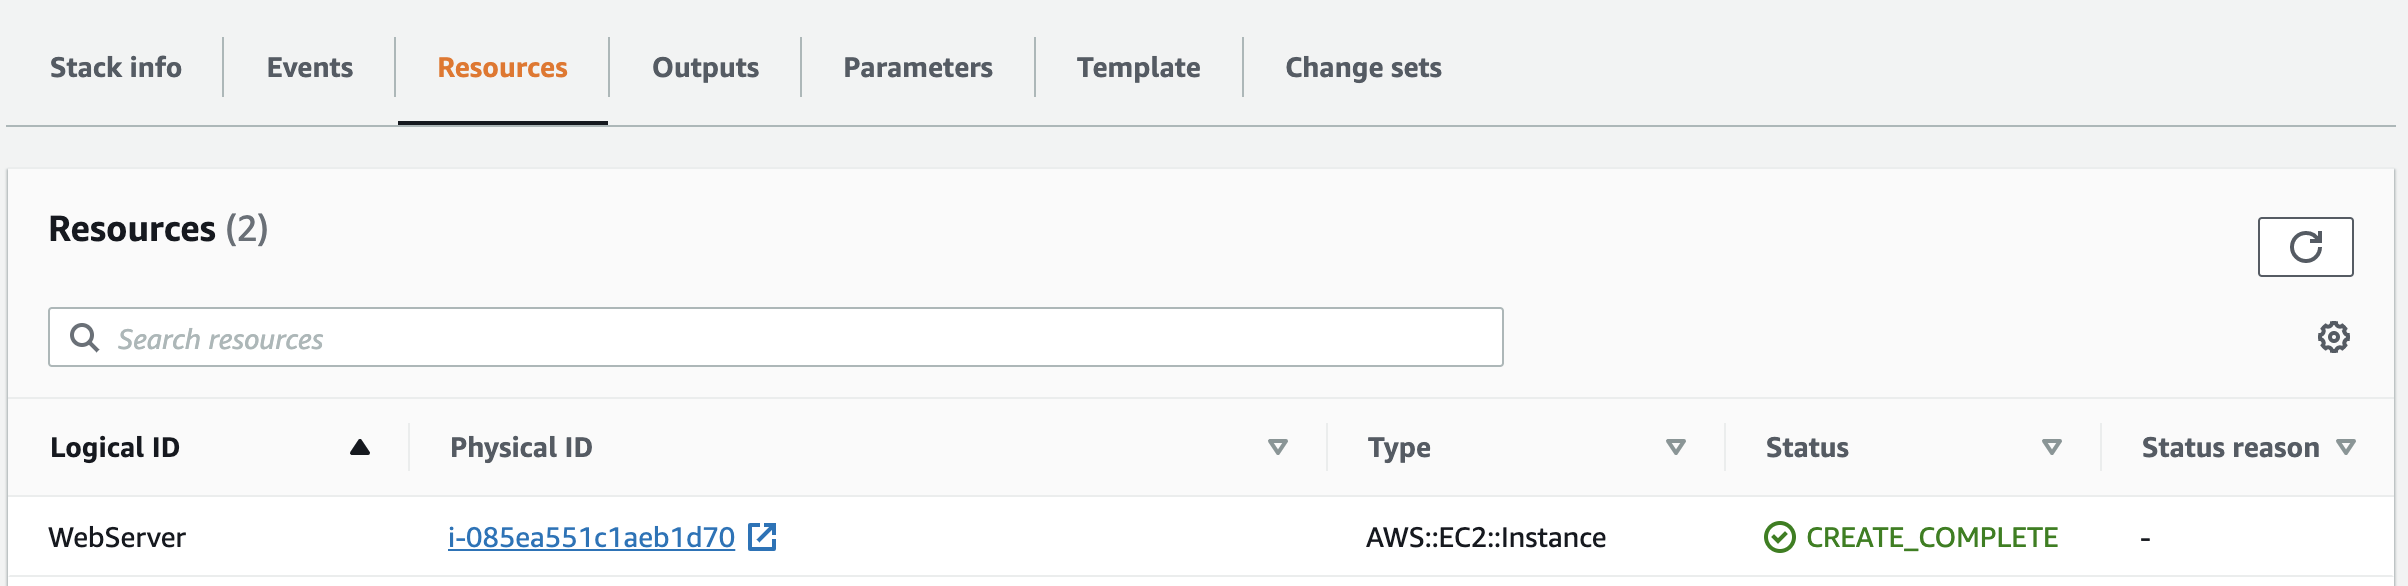 Stack info Events Resources Outputs Parameters Template Change sets
Resources (2)
Search resources
Logical ID Physical ID Type Status Status reason
WebServer i-085ea551c1aeb1d70 AWS::EC2::Instance CREATE_COMPLETE -